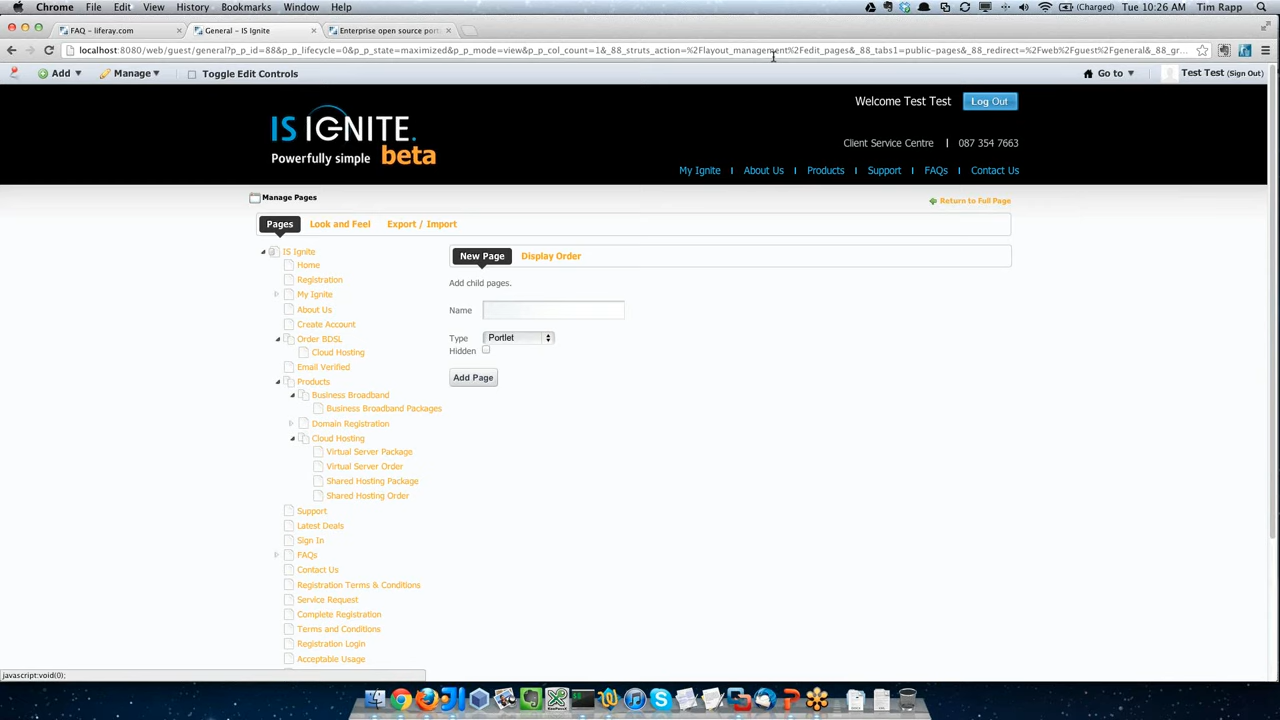 Chrome File Edit View History Bookmarks Window Help (Charged) Tue 10:26 AM Tim Rapp
FAQ – liferay.com General – IS Ignite Enterprise open source port
localhost:8080/web/guest/general?p_p_id=88&p_p_lifecycle=0&p_p_state=maximized&p_p_mode=view&p_p_col_count=1&_88_struts_action=%2Flayout_management%2Fedit_pages&_88_tabs1=public-pages&_88_redirect=%2Fweb%2Fguest%2Fgeneral&_88_gr...
Add Manage Toggle Edit Controls Go to Test Test (Sign Out)
Welcome Test Test Log Out
IS IGNITE.
Powerfully simple beta
Client Service Centre | 087 354 7663
My Ignite | About Us | Products | Support | FAQs | Contact Us
Manage Pages
Return to Full Page
Pages Look and Feel Export / Import
IS Ignite
Home
Registration
My Ignite
About Us
Create Account
Order BDSL
Cloud Hosting
Email Verified
Products
Business Broadband
Business Broadband Packages
Domain Registration
Cloud Hosting
Virtual Server Package
Virtual Server Order
Shared Hosting Package
Shared Hosting Order
Support
Latest Deals
Sign In
FAQs
Contact Us
Registration Terms & Conditions
Service Request
Complete Registration
Terms and Conditions
Registration Login
Acceptable Usage
New Page Display Order
Add child pages.
Name
Type Portlet
Hidden
Add Page
javascript:void(0);